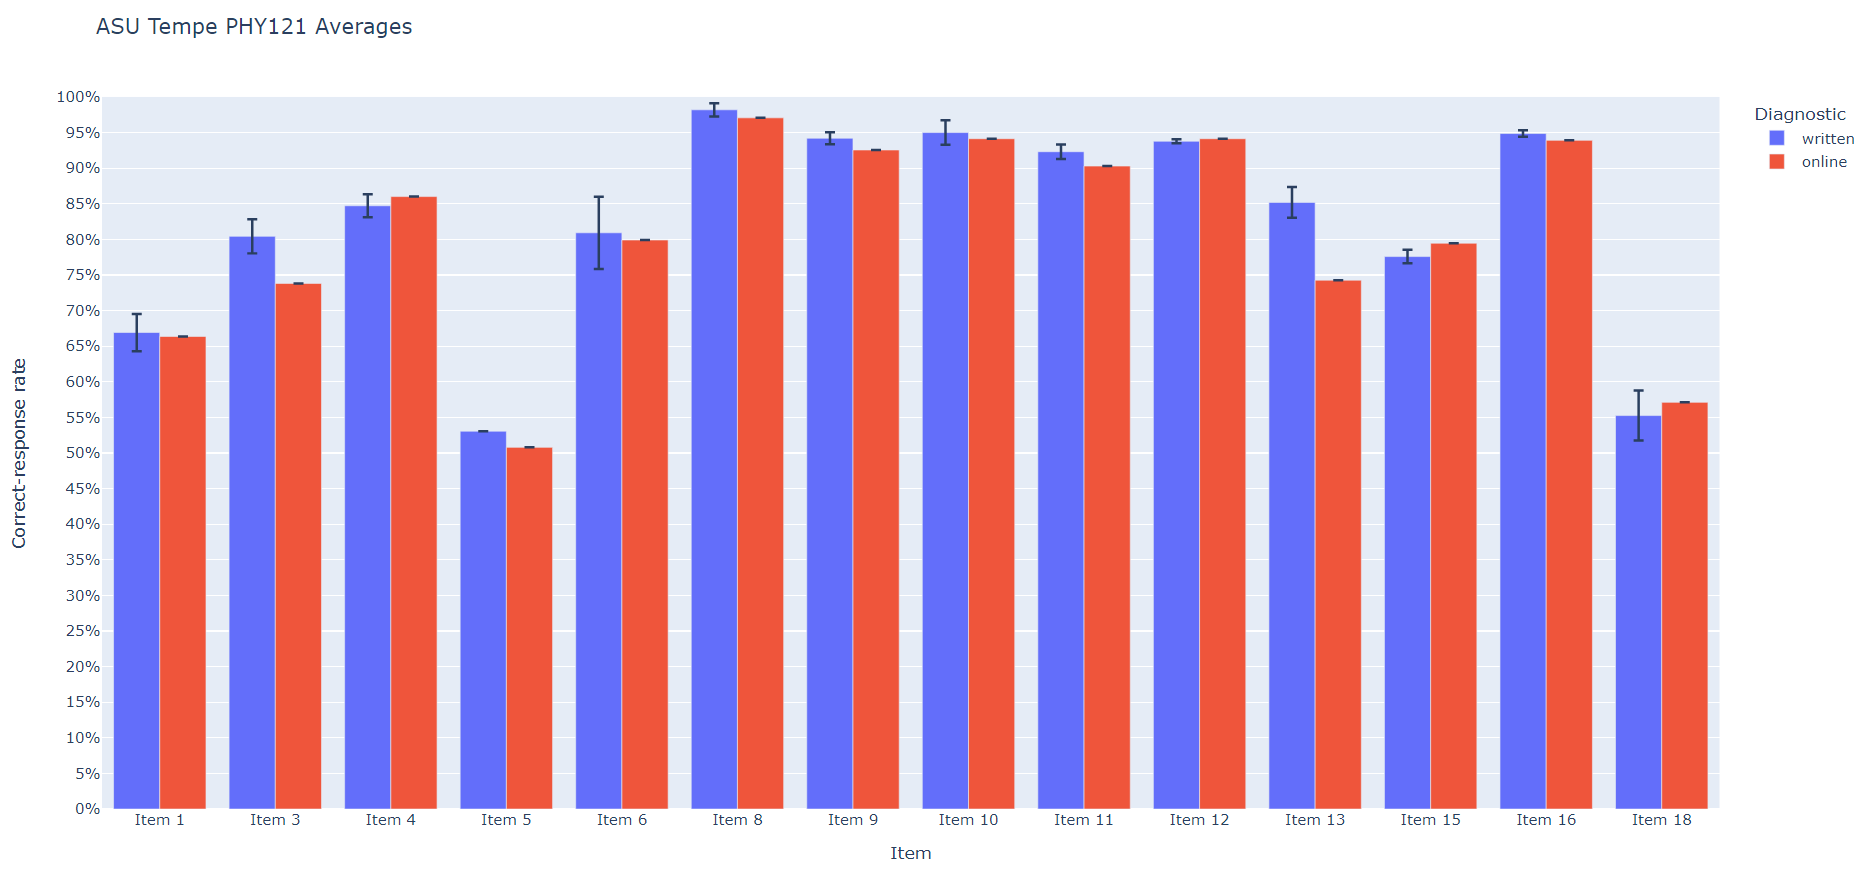 ASU Tempe PHY121 Averages
100%
95%
90%
85%
80%
75%
70%
65%
60%
55%
50%
45%
40%
35%
30%
25%
20%
15%
10%
5%
0%
Correct-response rate
Item 1
Item 3
Item 4
Item 5
Item 6
Item 8
Item 9
Item 10
Item 11
Item 12
Item 13
Item 15
Item 16
Item 18
Item
Diagnostic
written
online